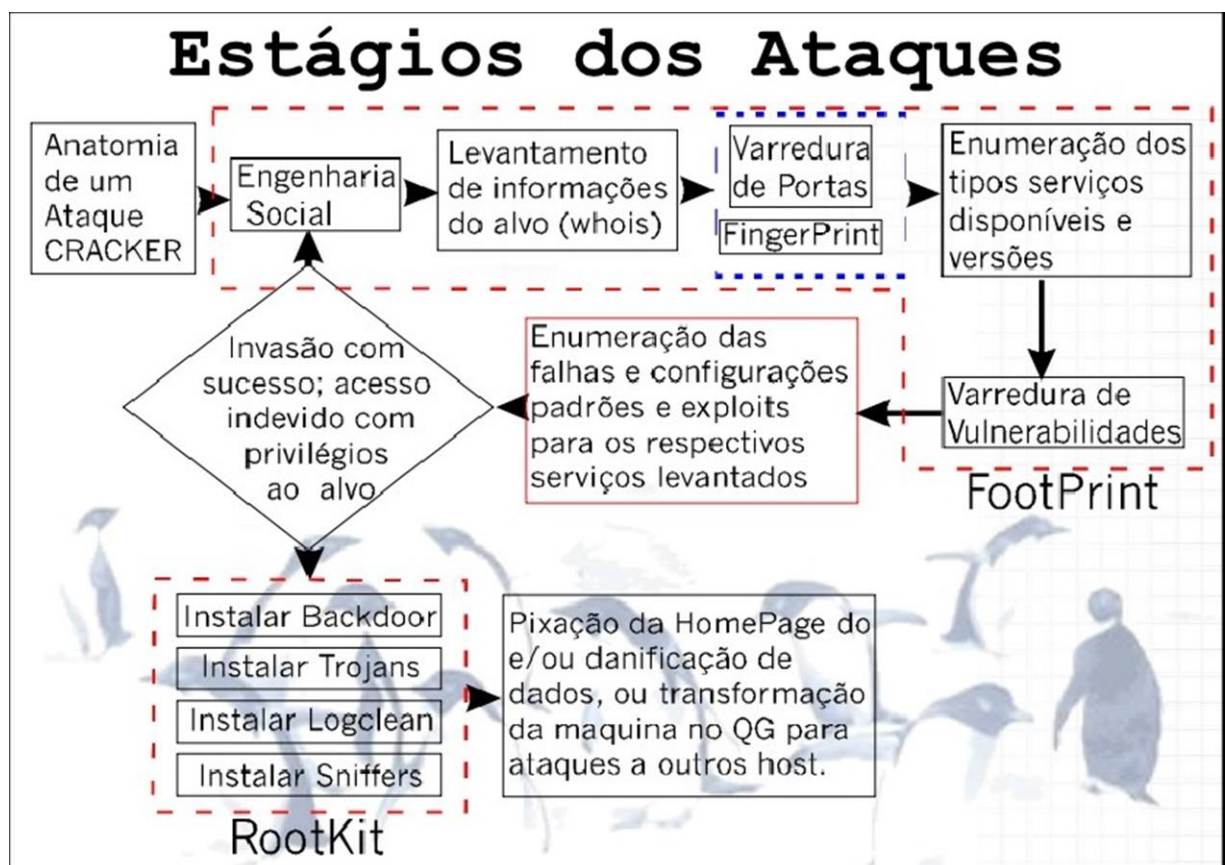 Estágios dos Ataques
Anatomia
de um
Ataque
CRACKER
Engenharia
Social
Levantamento
de informações
do alvo (whois)
Varredura
de Portas
FingerPrint
Enumeração dos
tipos serviços
disponíveis e
versões
Varredura de
Vulnerabilidades
FootPrint
Enumeração das
falhas e configurações
padrões e exploits
para os respectivos
serviços levantados
Invasão com
sucesso; acesso
indevido com
privilégios
ao alvo
Instalar Backdoor
Instalar Trojans
Instalar Logclean
Instalar Sniffers
RootKit
Pixação da HomePage do
e/ou danificação de
dados, ou transformação
da maquina no QG para
ataques a outros host.